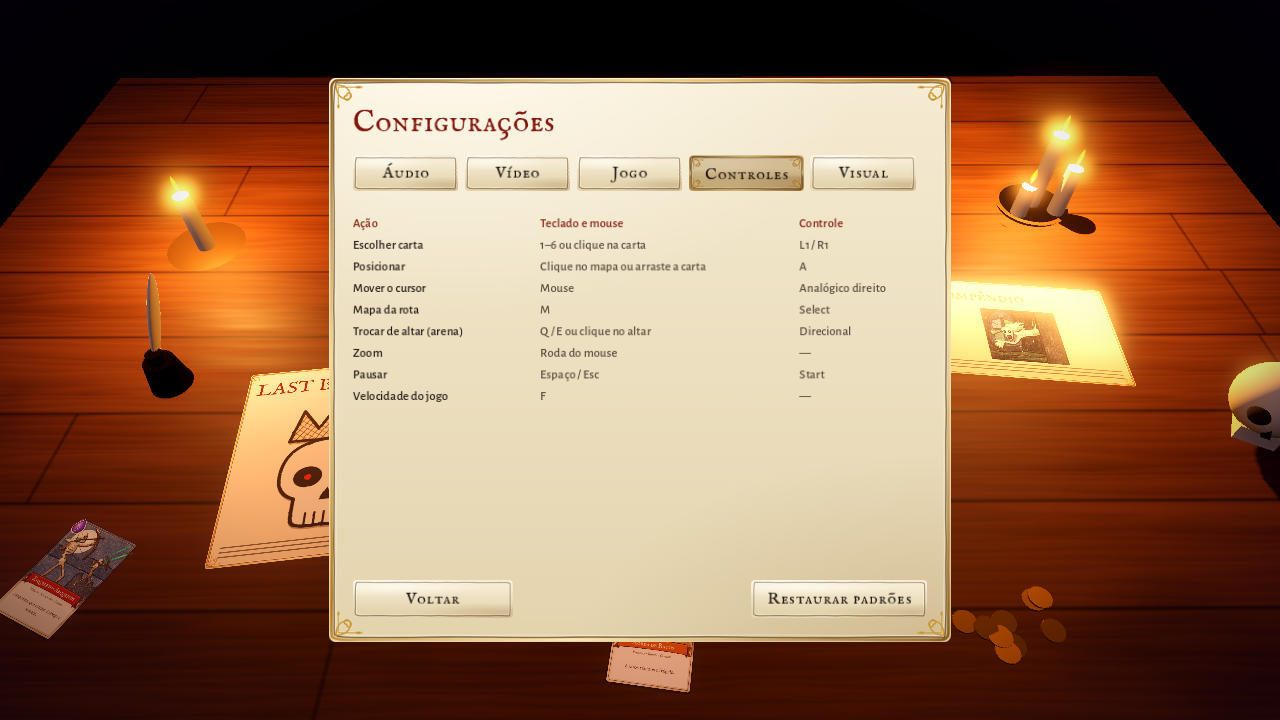 Configurações
Áudio Vídeo Jogo Controles Visual
Ação Teclado e mouse Controle
Escolher carta 1–6 ou clique na carta L1 / R1
Posicionar Clique no mapa ou arraste a carta A
Mover o cursor Mouse Analógico direito
Mapa da rota M Select
Trocar de altar (arena) Q / E ou clique no altar Direcional
Zoom Roda do mouse —
Pausar Espaço / Esc Start
Velocidade do jogo F —
LAST
Voltar Restaurar padrões